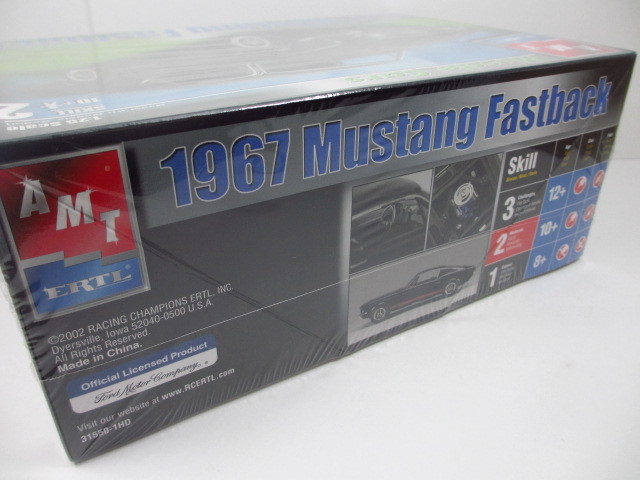 1967 Mustang Fastback
AMT
ERTL
Skill
3
12+
2
10+
1
8+
©2002 RACING CHAMPIONS ERTL, INC.
Dyersville, Iowa 52040-0500 U.S.A.
All Rights Reserved.
Made in China.
Official Licensed Product
Ford Motor Company
Visit our website at www.RCERTL.com
31550-1HD